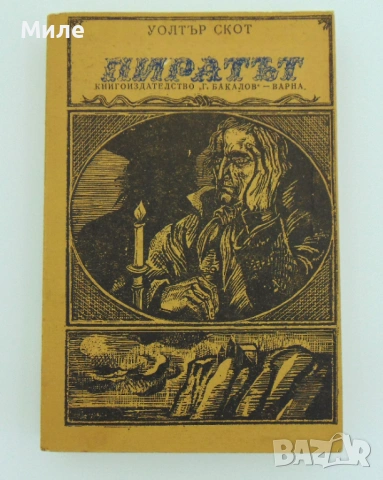 Миле
УОЛТЪР СКОТ
ПИРАТЪТ
КНИГОИЗДАТЕЛСТВО „Г. БАКАЛОВ“ — ВАРНА,
BAZAR